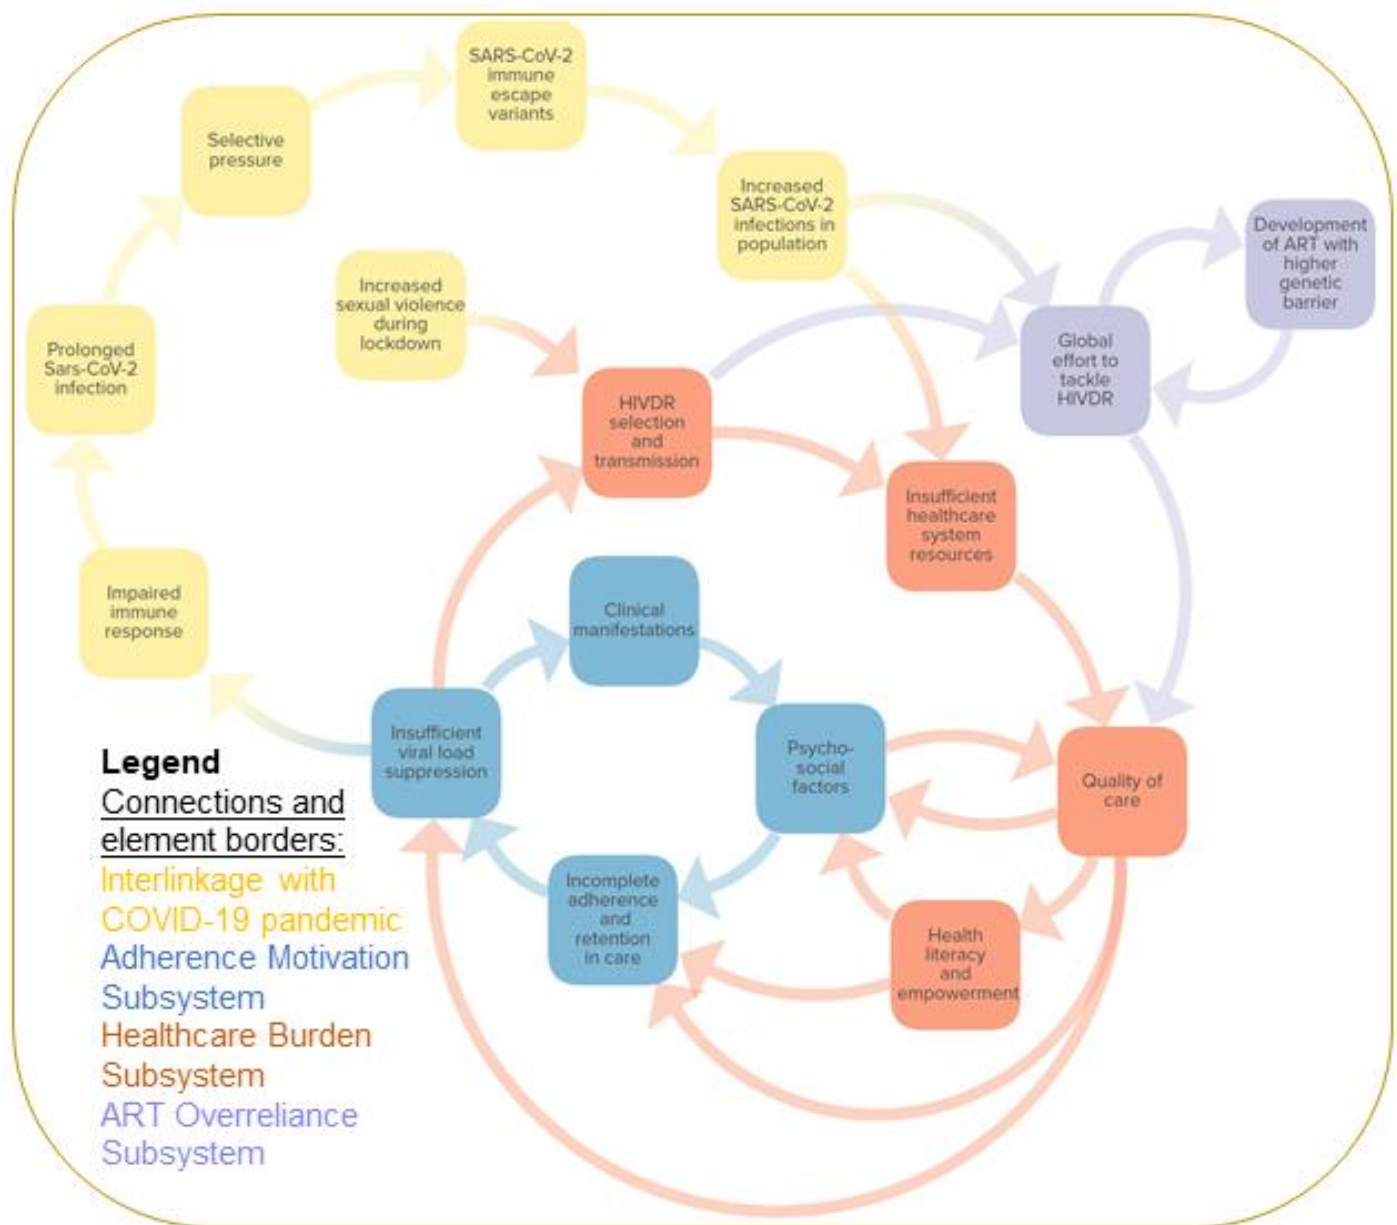 SARS-CoV-2
immune
escape
variants
Selective
pressure
Increased
SARS-CoV-2
infections in
population
Development
of ART with
higher
genetic
barrier
Increased
sexual violence
during
lockdown
Prolonged
Sars-CoV-2
infection
Global
effort to
tackle
HIVDR
HIVDR
selection
and
transmission
Insufficient
healthcare
system
resources
Impaired
immune
response
Clinical
manifestations
Insufficient
viral load
suppression
Psycho-
social
factors
Quality of
care
Incomplete
adherence
and
retention
in care
Health
literacy
and
empowerment
Legend
Connections and
element borders:
Interlinkage with
COVID-19 pandemic
Adherence Motivation
Subsystem
Healthcare Burden
Subsystem
ART Overreliance
Subsystem